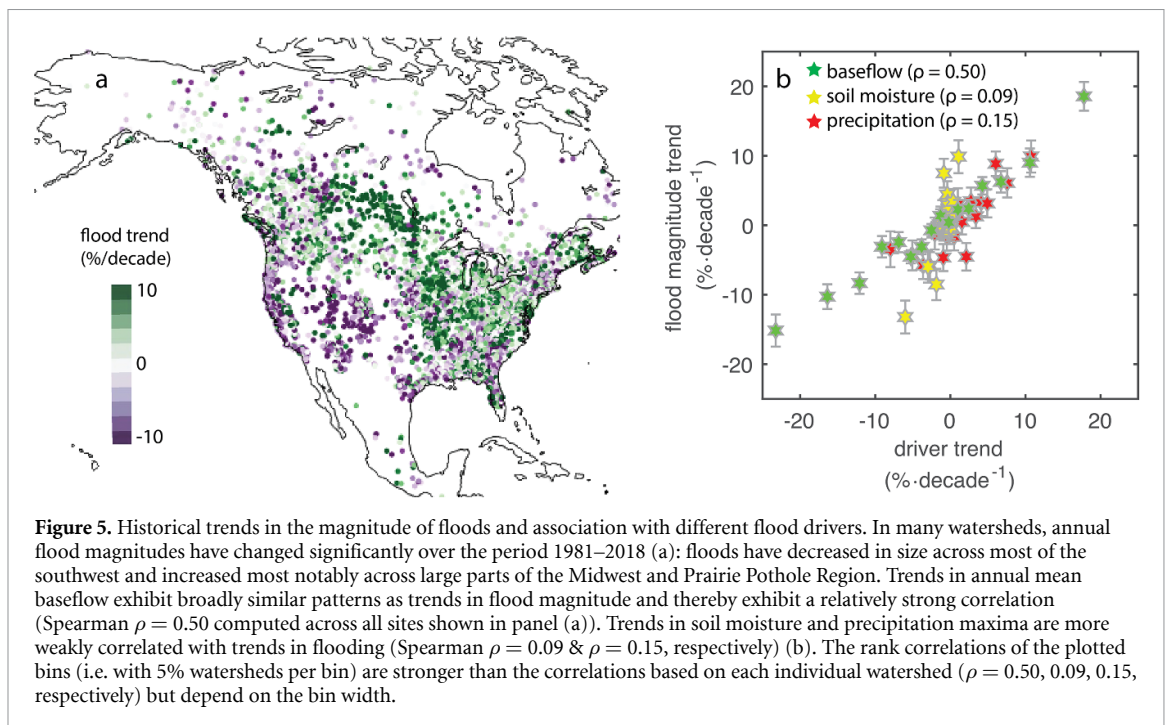 a
flood trend
(%/decade)
10
0
-10
b
baseflow (ρ = 0.50)
soil moisture (ρ = 0.09)
precipitation (ρ = 0.15)
flood magnitude trend
(%·decade⁻¹)
20
10
0
-10
-20
-20
-10
0
10
20
driver trend
(%·decade⁻¹)
Figure 5. Historical trends in the magnitude of floods and association with different flood drivers. In many watersheds, annual
flood magnitudes have changed significantly over the period 1981–2018 (a): floods have decreased in size across most of the
southwest and increased most notably across large parts of the Midwest and Prairie Pothole Region. Trends in annual mean
baseflow exhibit broadly similar patterns as trends in flood magnitude and thereby exhibit a relatively strong correlation
(Spearman ρ = 0.50 computed across all sites shown in panel (a)). Trends in soil moisture and precipitation maxima are more
weakly correlated with trends in flooding (Spearman ρ = 0.09 & ρ = 0.15, respectively) (b). The rank correlations of the plotted
bins (i.e. with 5% watersheds per bin) are stronger than the correlations based on each individual watershed (ρ = 0.50, 0.09, 0.15,
respectively) but depend on the bin width.